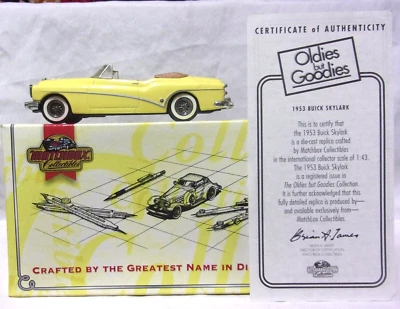 CERTIFICATE OF AUTHENTICITY
Oldies
but
Goodies
1953 BUICK SKYLARK
This is to certify
that the 1953 Buick Skylark
is a die-cast replica crafted
by Matchbox Collectibles
in the international collector scale of 1:43.
The 1953 Buick Skylark
is a registered issue in
The Oldies but Goodies Collection.
It is further authenticated that this
fully detailed replica is produced by—
and available exclusively from—
Matchbox Collectibles.
Brian A. James
MATCHBOX
Collectibles
CRAFTED BY THE GREATEST NAME IN DI